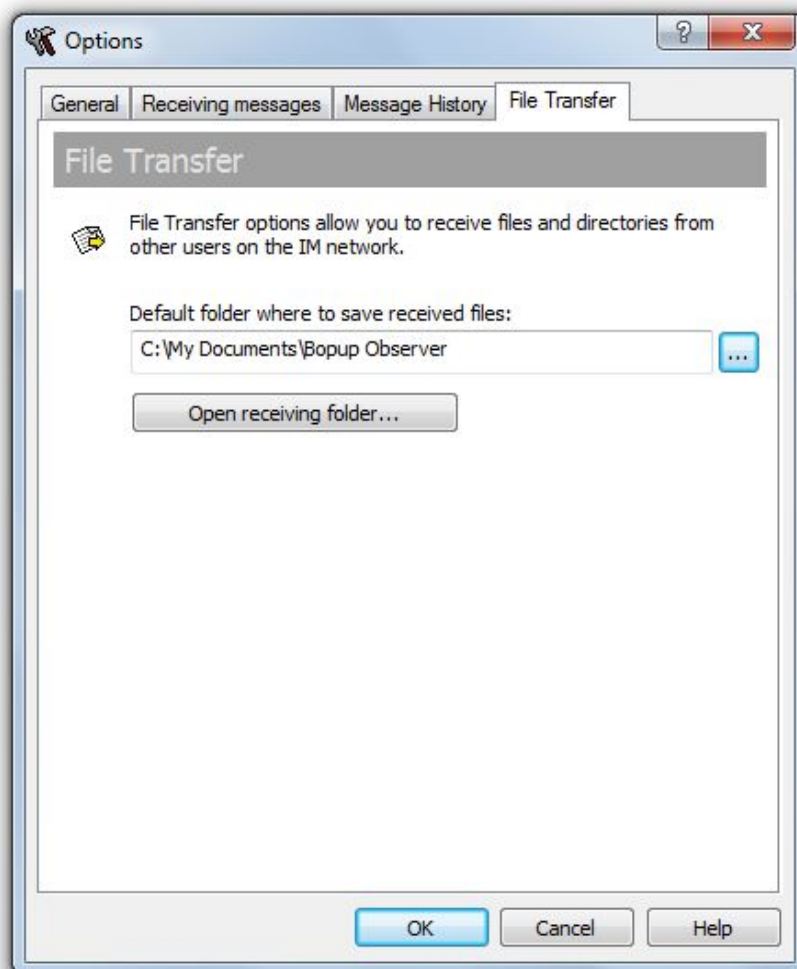 Options
General
Receiving messages
Message History
File Transfer
File Transfer
File Transfer options allow you to receive files and directories from
other users on the IM network.
Default folder where to save received files:
C:\My Documents\Bopup Observer
...
Open receiving folder...
OK
Cancel
Help